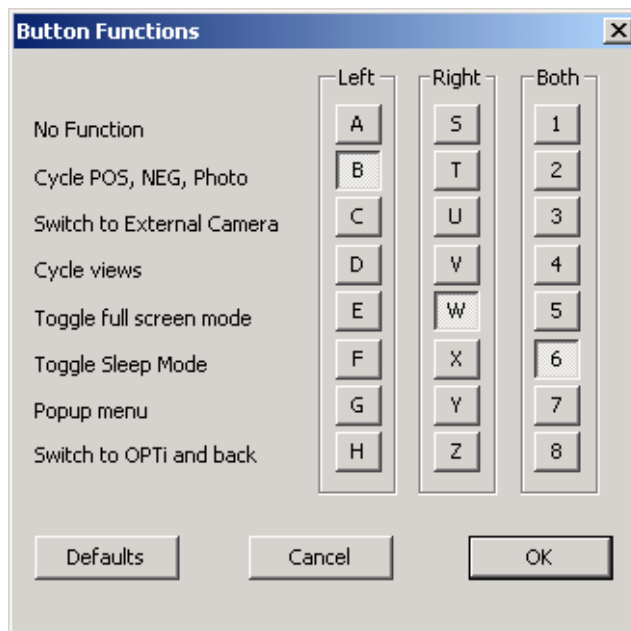 Button Functions
Left Right Both
No Function A S 1
Cycle POS, NEG, Photo B T 2
Switch to External Camera C U 3
Cycle views D V 4
Toggle full screen mode E W 5
Toggle Sleep Mode F X 6
Popup menu G Y 7
Switch to OPTi and back H Z 8
Defaults Cancel OK